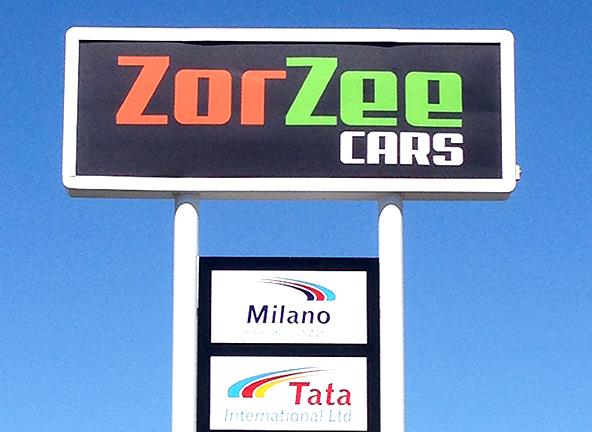 ZorZee
CARS
Milano
Tata
International Ltd